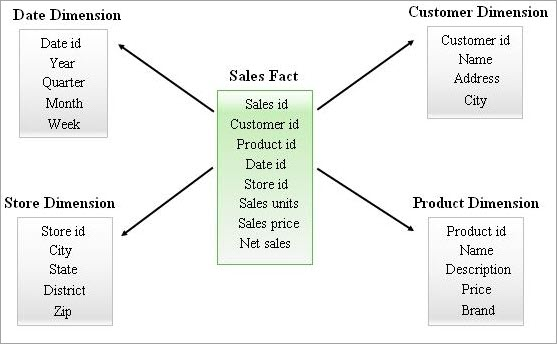 Date Dimension
Date id
Year
Quarter
Month
Week
Customer Dimension
Customer id
Name
Address
City
Sales Fact
Sales id
Customer id
Product id
Date id
Store id
Sales units
Sales price
Net sales
Store Dimension
Store id
City
State
District
Zip
Product Dimension
Product id
Name
Description
Price
Brand